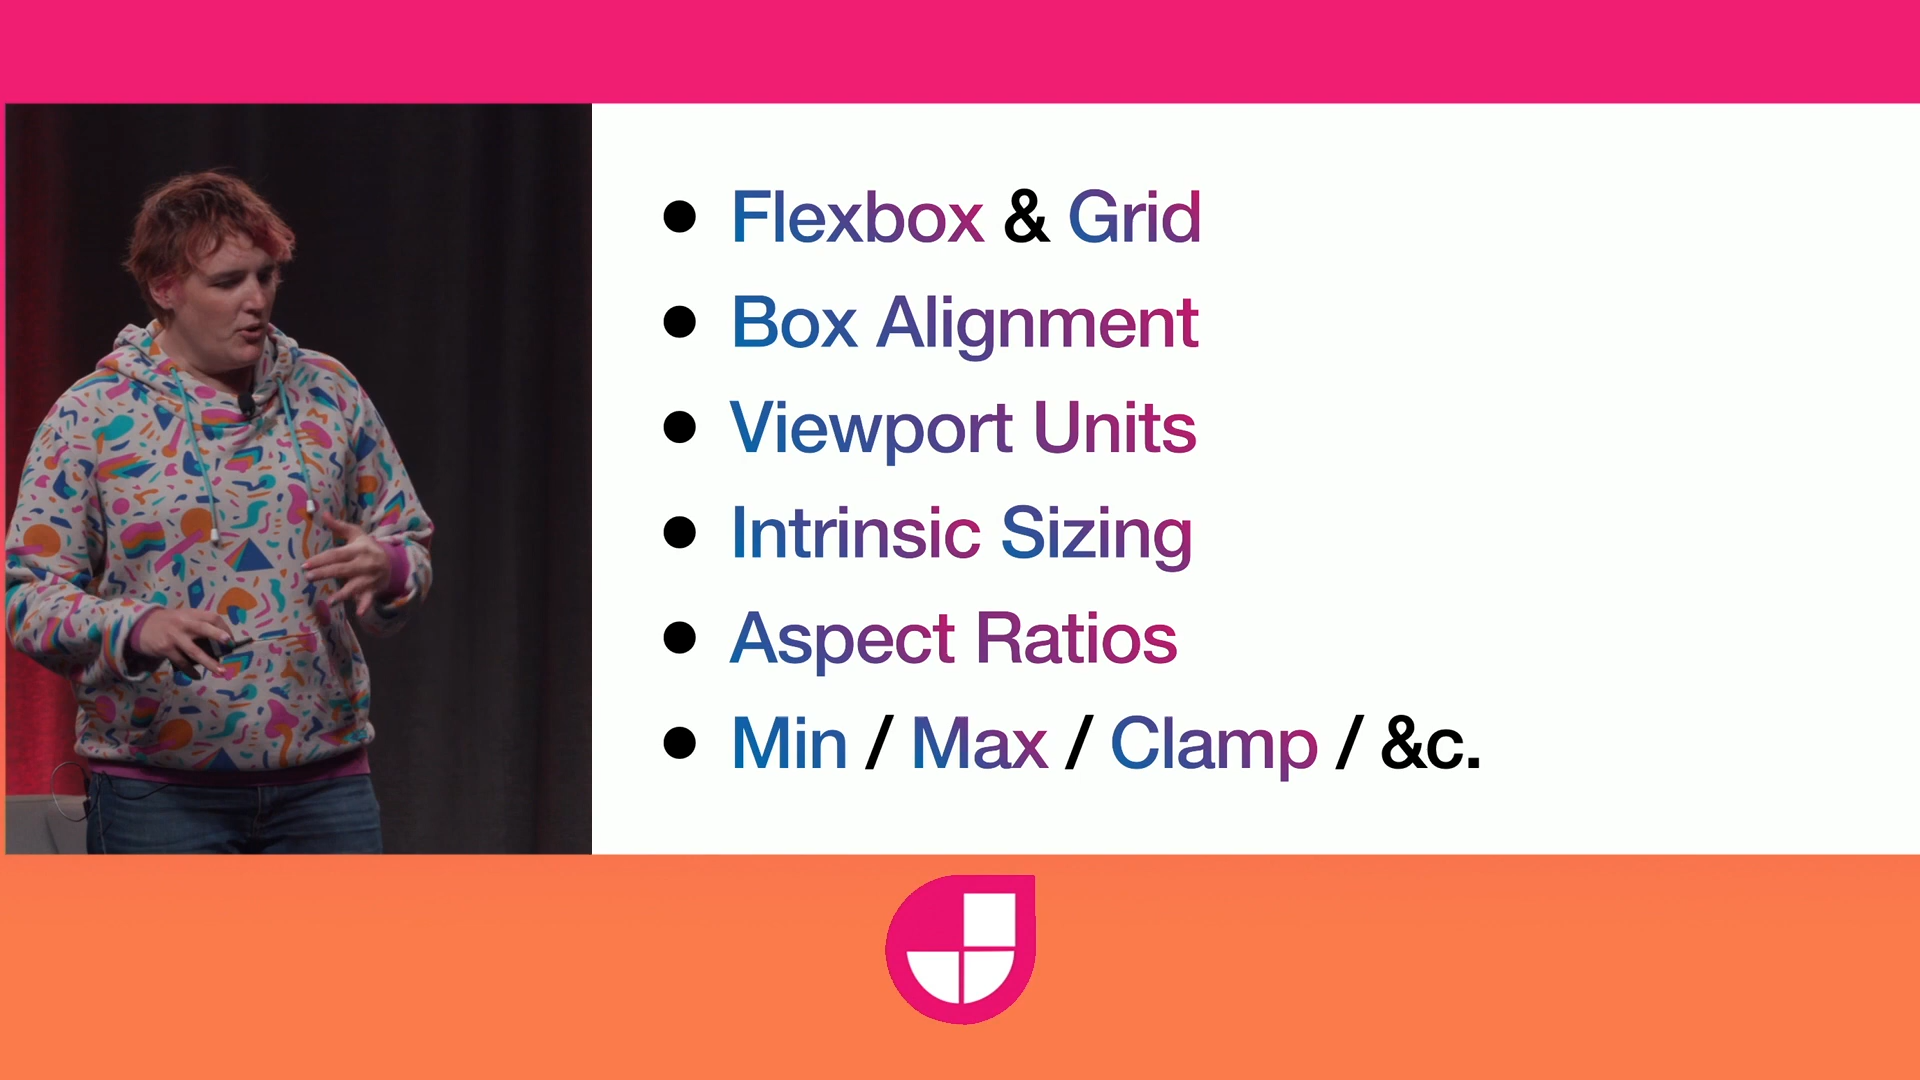 • Flexbox & Grid
• Box Alignment
• Viewport Units
• Intrinsic Sizing
• Aspect Ratios
• Min / Max / Clamp / &c.